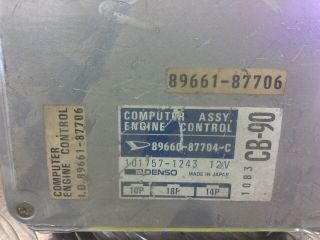 89661-87706
COMPUTER ASSY,
ENGINE CONTROL
89660-87704-C
101757-1243 12V
DENSO MADE IN JAPAN
10P 18P 14P
CB-90
1083
COMPUTER
ENGINE CONTROL
I.D.89661-87706